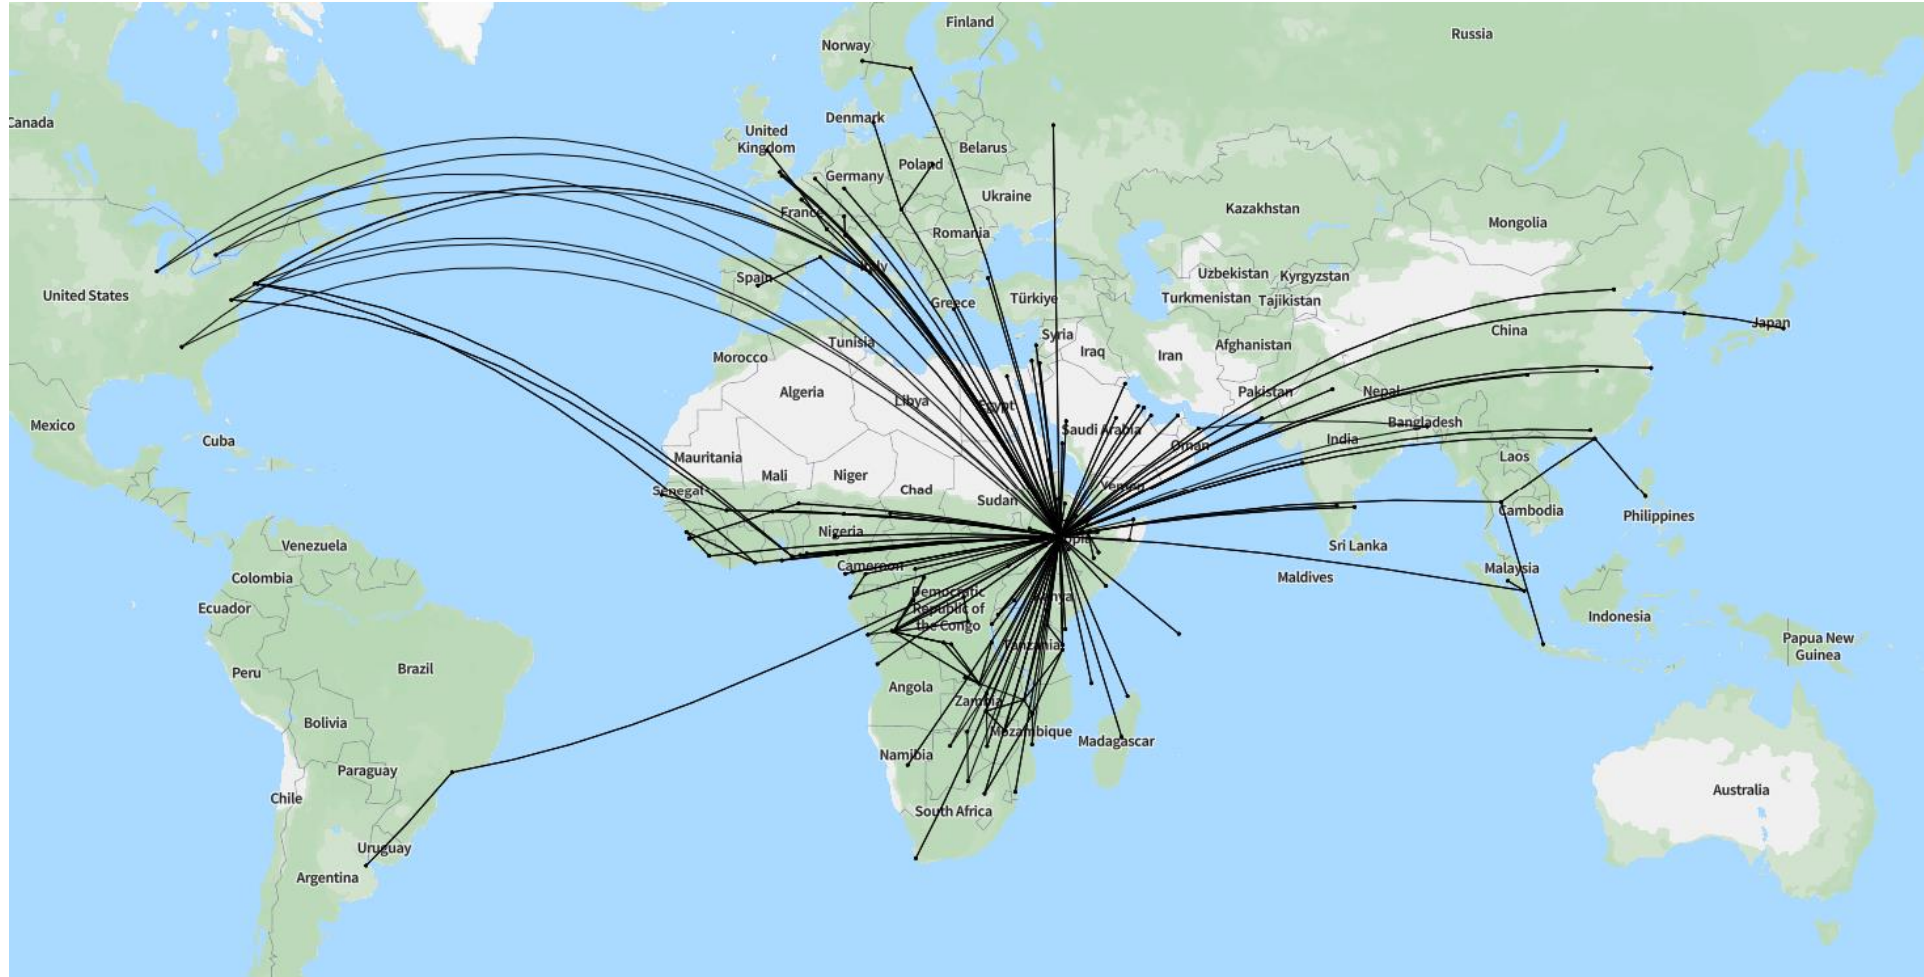 Finland
Norway
Russia
Denmark
Canada
United
Kingdom
Belarus
Poland
Germany
Ukraine
Kazakhstan
France
Mongolia
Romania
Italy
Spain
Uzbekistan
Kyrgyzstan
United States
Greece
Türkiye
Turkmenistan
Tajikistan
Japan
China
Syria
Tunisia
Afghanistan
Morocco
Iraq
Iran
Algeria
Pakistan
Nepal
Libya
Egypt
Mexico
Bangladesh
Saudi Arabia
Cuba
India
Oman
Mauritania
Laos
Mali
Niger
Yemen
Senegal
Chad
Sudan
Cambodia
Philippines
Nigeria
Venezuela
Sri Lanka
Cameroon
Malaysia
Colombia
Maldives
Democratic
Republic of
the Congo
Kenya
Ecuador
Indonesia
Papua New
Guinea
Tanzania
Brazil
Peru
Angola
Zambia
Bolivia
Mozambique
Madagascar
Namibia
Paraguay
Australia
Chile
South Africa
Uruguay
Argentina